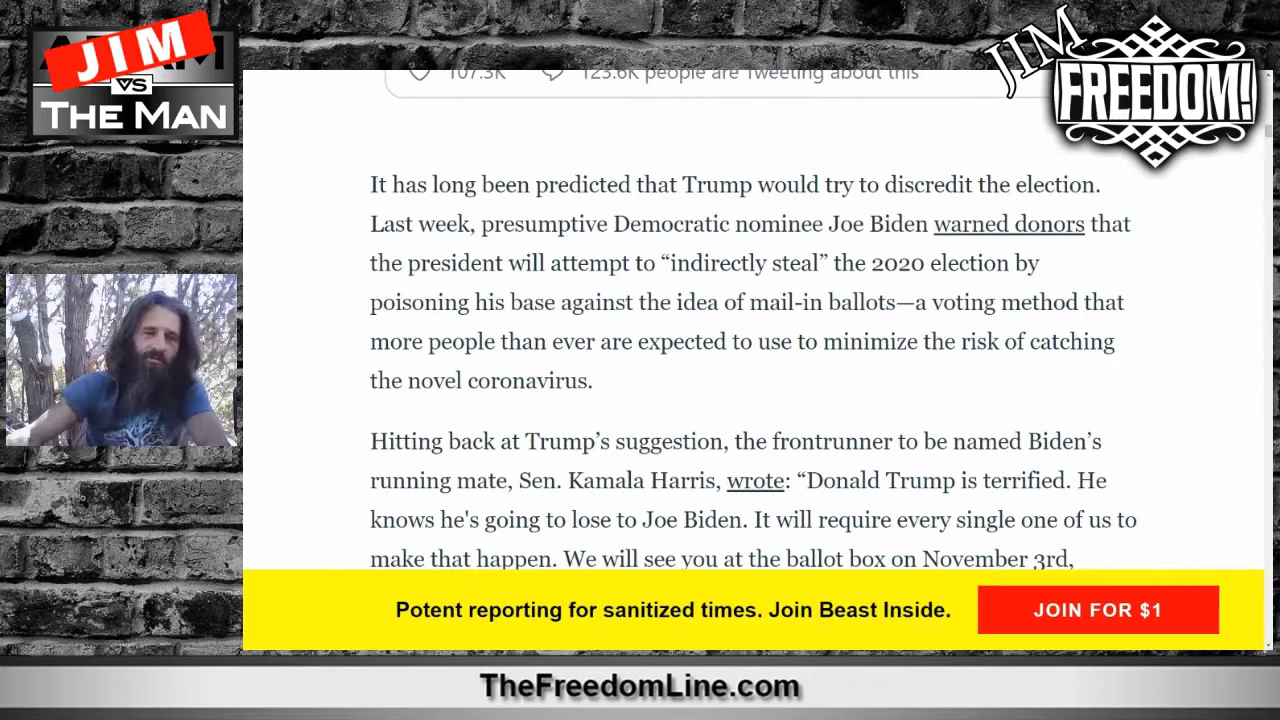 JIM
VS
THE MAN
JIM
FREEDOM!
107.3K 123.6K people are Tweeting about this
It has long been predicted that Trump would try to discredit the election.
Last week, presumptive Democratic nominee Joe Biden warned donors that
the president will attempt to “indirectly steal” the 2020 election by
poisoning his base against the idea of mail-in ballots—a voting method that
more people than ever are expected to use to minimize the risk of catching
the novel coronavirus.
Hitting back at Trump’s suggestion, the frontrunner to be named Biden’s
running mate, Sen. Kamala Harris, wrote: “Donald Trump is terrified. He
knows he's going to lose to Joe Biden. It will require every single one of us to
make that happen. We will see you at the ballot box on November 3rd,
Potent reporting for sanitized times. Join Beast Inside.
JOIN FOR $1
TheFreedomLine.com